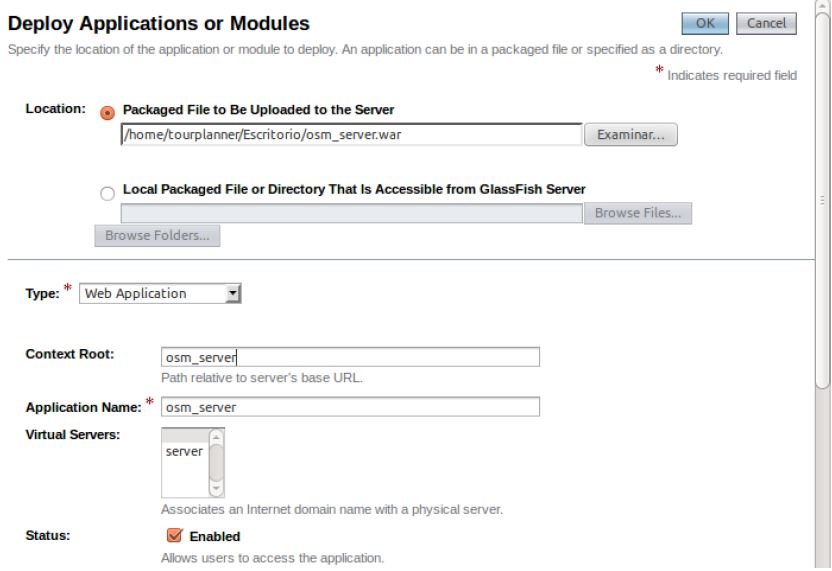 Deploy Applications or Modules
OK Cancel
Specify the location of the application or module to deploy. An application can be in a packaged file or specified as a directory.
* Indicates required field
Location: Packaged File to Be Uploaded to the Server
/home/tourplanner/Escritorio/osm_server.war Examinar...
Local Packaged File or Directory That Is Accessible from GlassFish Server
Browse Files...
Browse Folders...
Type: * Web Application
Context Root: osm_server
Path relative to server's base URL.
Application Name: * osm_server
Virtual Servers:
server
Associates an Internet domain name with a physical server.
Status: Enabled
Allows users to access the application.